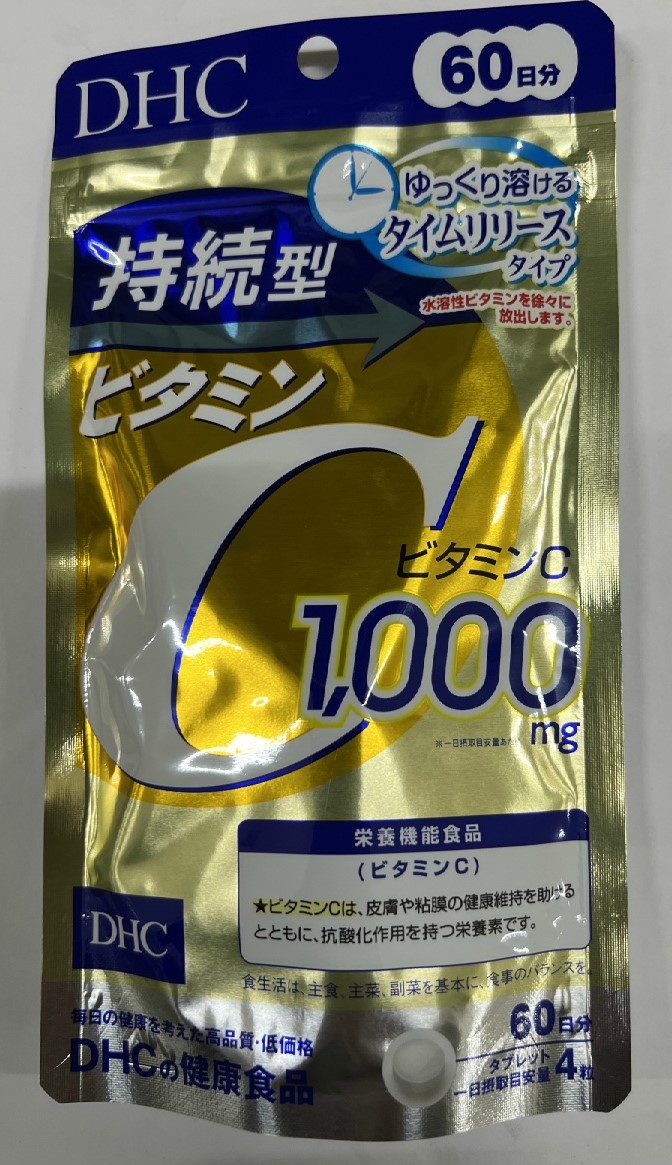 DHC
60日分
ゆっくり溶ける
タイムリリース
タイプ
水溶性ビタミンを徐々に
放出します。
持続型
ビタミン
C
ビタミンC
1,000
mg
※一日摂取目安量あたり
栄養機能食品
(ビタミンC)
★ビタミンCは、皮膚や粘膜の健康維持を助ける
とともに、抗酸化作用を持つ栄養素です。
DHC
食生活は、主食、主菜、副菜を基本に、食事のバランスを。
毎日の健康を考えた高品質・低価格
DHCの健康食品
60日分
タブレット
一日摂取目安量 4粒